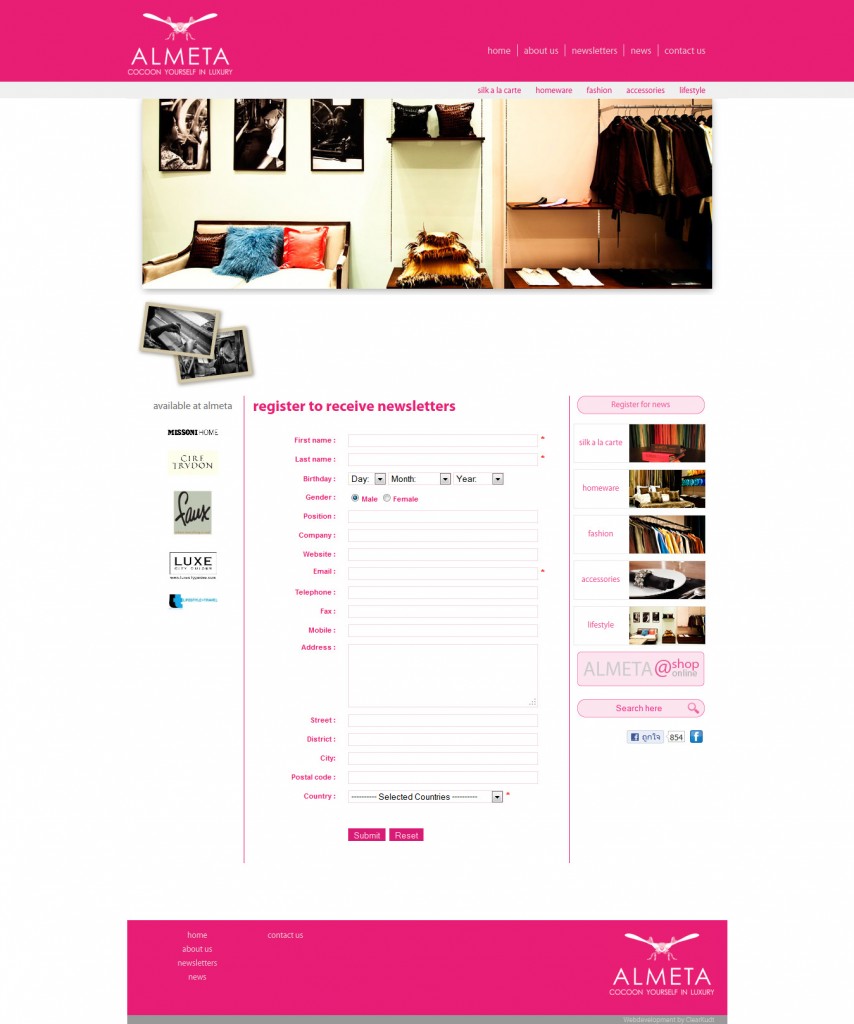 ALMETA
COCOON YOURSELF IN LUXURY
home
about us
newsletters
news
contact us
silk a la carte
homeware
fashion
accessories
lifestyle
available at almeta
MISSONI HOME
CIRE
TRVDON
faux
LUXE
CITY GUIDES
register to receive newsletters
First name : *
Last name : *
Birthday : Day: Month: Year:
Gender : Male Female
Position :
Company :
Website :
Email : *
Telephone :
Fax :
Mobile :
Address :
Street :
District :
City:
Postal code :
Country : ---------- Selected Countries ---------- *
Submit Reset
Register for news
silk a la carte
homeware
fashion
accessories
lifestyle
ALMETA@shop
online
Search here
ถูกใจ 854
home
about us
newsletters
news
contact us
ALMETA
COCOON YOURSELF IN LUXURY